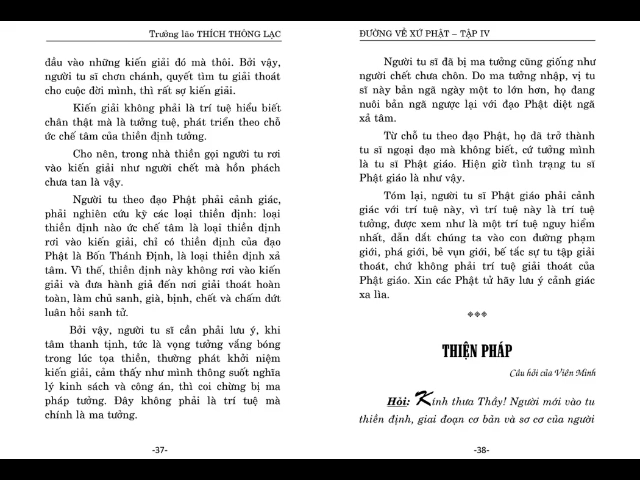 Trưởng lão THÍCH THÔNG LẠC
dắu vào những kiến giải đó mà thôi. Bởi vậy,
người tu sĩ chơn chánh, quyết tìm tu giải thoát
cho cuộc đời mình, thì rất sợ kiến giải.
Kiến giải không phải là trí tuệ hiểu biết
chân thật mà là tưởng tuệ, phát triển theo chỗ
ức chế tâm của thiền định tưởng.
Cho nên, trong nhà thiền gọi người tu rơi
vào kiến giải như người chết mà hồn phách
chưa tan là vậy.
Người tu theo đạo Phật phải cảnh giác,
phải nghiên cứu kỹ các loại thiền định: loại
thiền định nào ức chế tâm là loại thiền định
rơi vào kiến giải, chỉ có thiền định của đạo
Phật là Bốn Thánh Định, là loại thiền định xả
tâm. Vì thế, thiền định này không rơi vào kiến
giải và đưa hành giả đến nơi giải thoát hoàn
toàn, làm chủ sanh, già, bịnh, chết và chấm dứt
luân hồi sanh tử.
Bởi vậy, người tu sĩ cần phải lưu ý, khi
tâm thanh tịnh, tức là vọng tưởng vắng bóng
trong lúc tọa thiền, thường phát khởi niệm
kiến giải, cảm thấy như mình thông suốt nghĩa
lý kinh sách và công án, thì coi chừng bị ma
pháp tưởng. Đây không phải là trí tuệ mà
chính là ma tưởng.
-37-
ĐƯỜNG VỀ XỨ PHẬT – TẬP IV
Người tu sĩ đã bị ma tưởng cũng giống như
người chết chưa chôn. Do ma tưởng nhập, vị tu
sĩ này bản ngã ngày một to lớn hơn, họ đang
nuôi bản ngã ngược lại với đạo Phật diệt ngã
xả tâm.
Từ chỗ tu theo đạo Phật, họ đã trở thành
tu sĩ ngoại đạo mà không biết, cứ tưởng mình
là tu sĩ Phật giáo. Hiện giờ tình trạng tu sĩ
Phật giáo là như vậy.
Tóm lại, người tu sĩ Phật giáo phải cảnh
giác với trí tuệ này, vì trí tuệ này là trí tuệ
tưởng, được xem như là một trí tuệ nguy hiểm
nhất, dẫn dắt chúng ta vào con đường phạm
giới, phá giới, bẻ vụn giới, bế tắc sự tu tập giải
thoát, chứ không phải trí tuệ giải thoát của
Phật giáo. Xin các Phật tử hãy lưu ý cảnh giác
xa lìa.
***
THIỆN PHÁP
Câu hỏi của Viên Minh
Hỏi: Kính thưa Thầy! Người mới vào tu
thiền định, giai đoạn cơ bản và sơ cơ của người
-38-